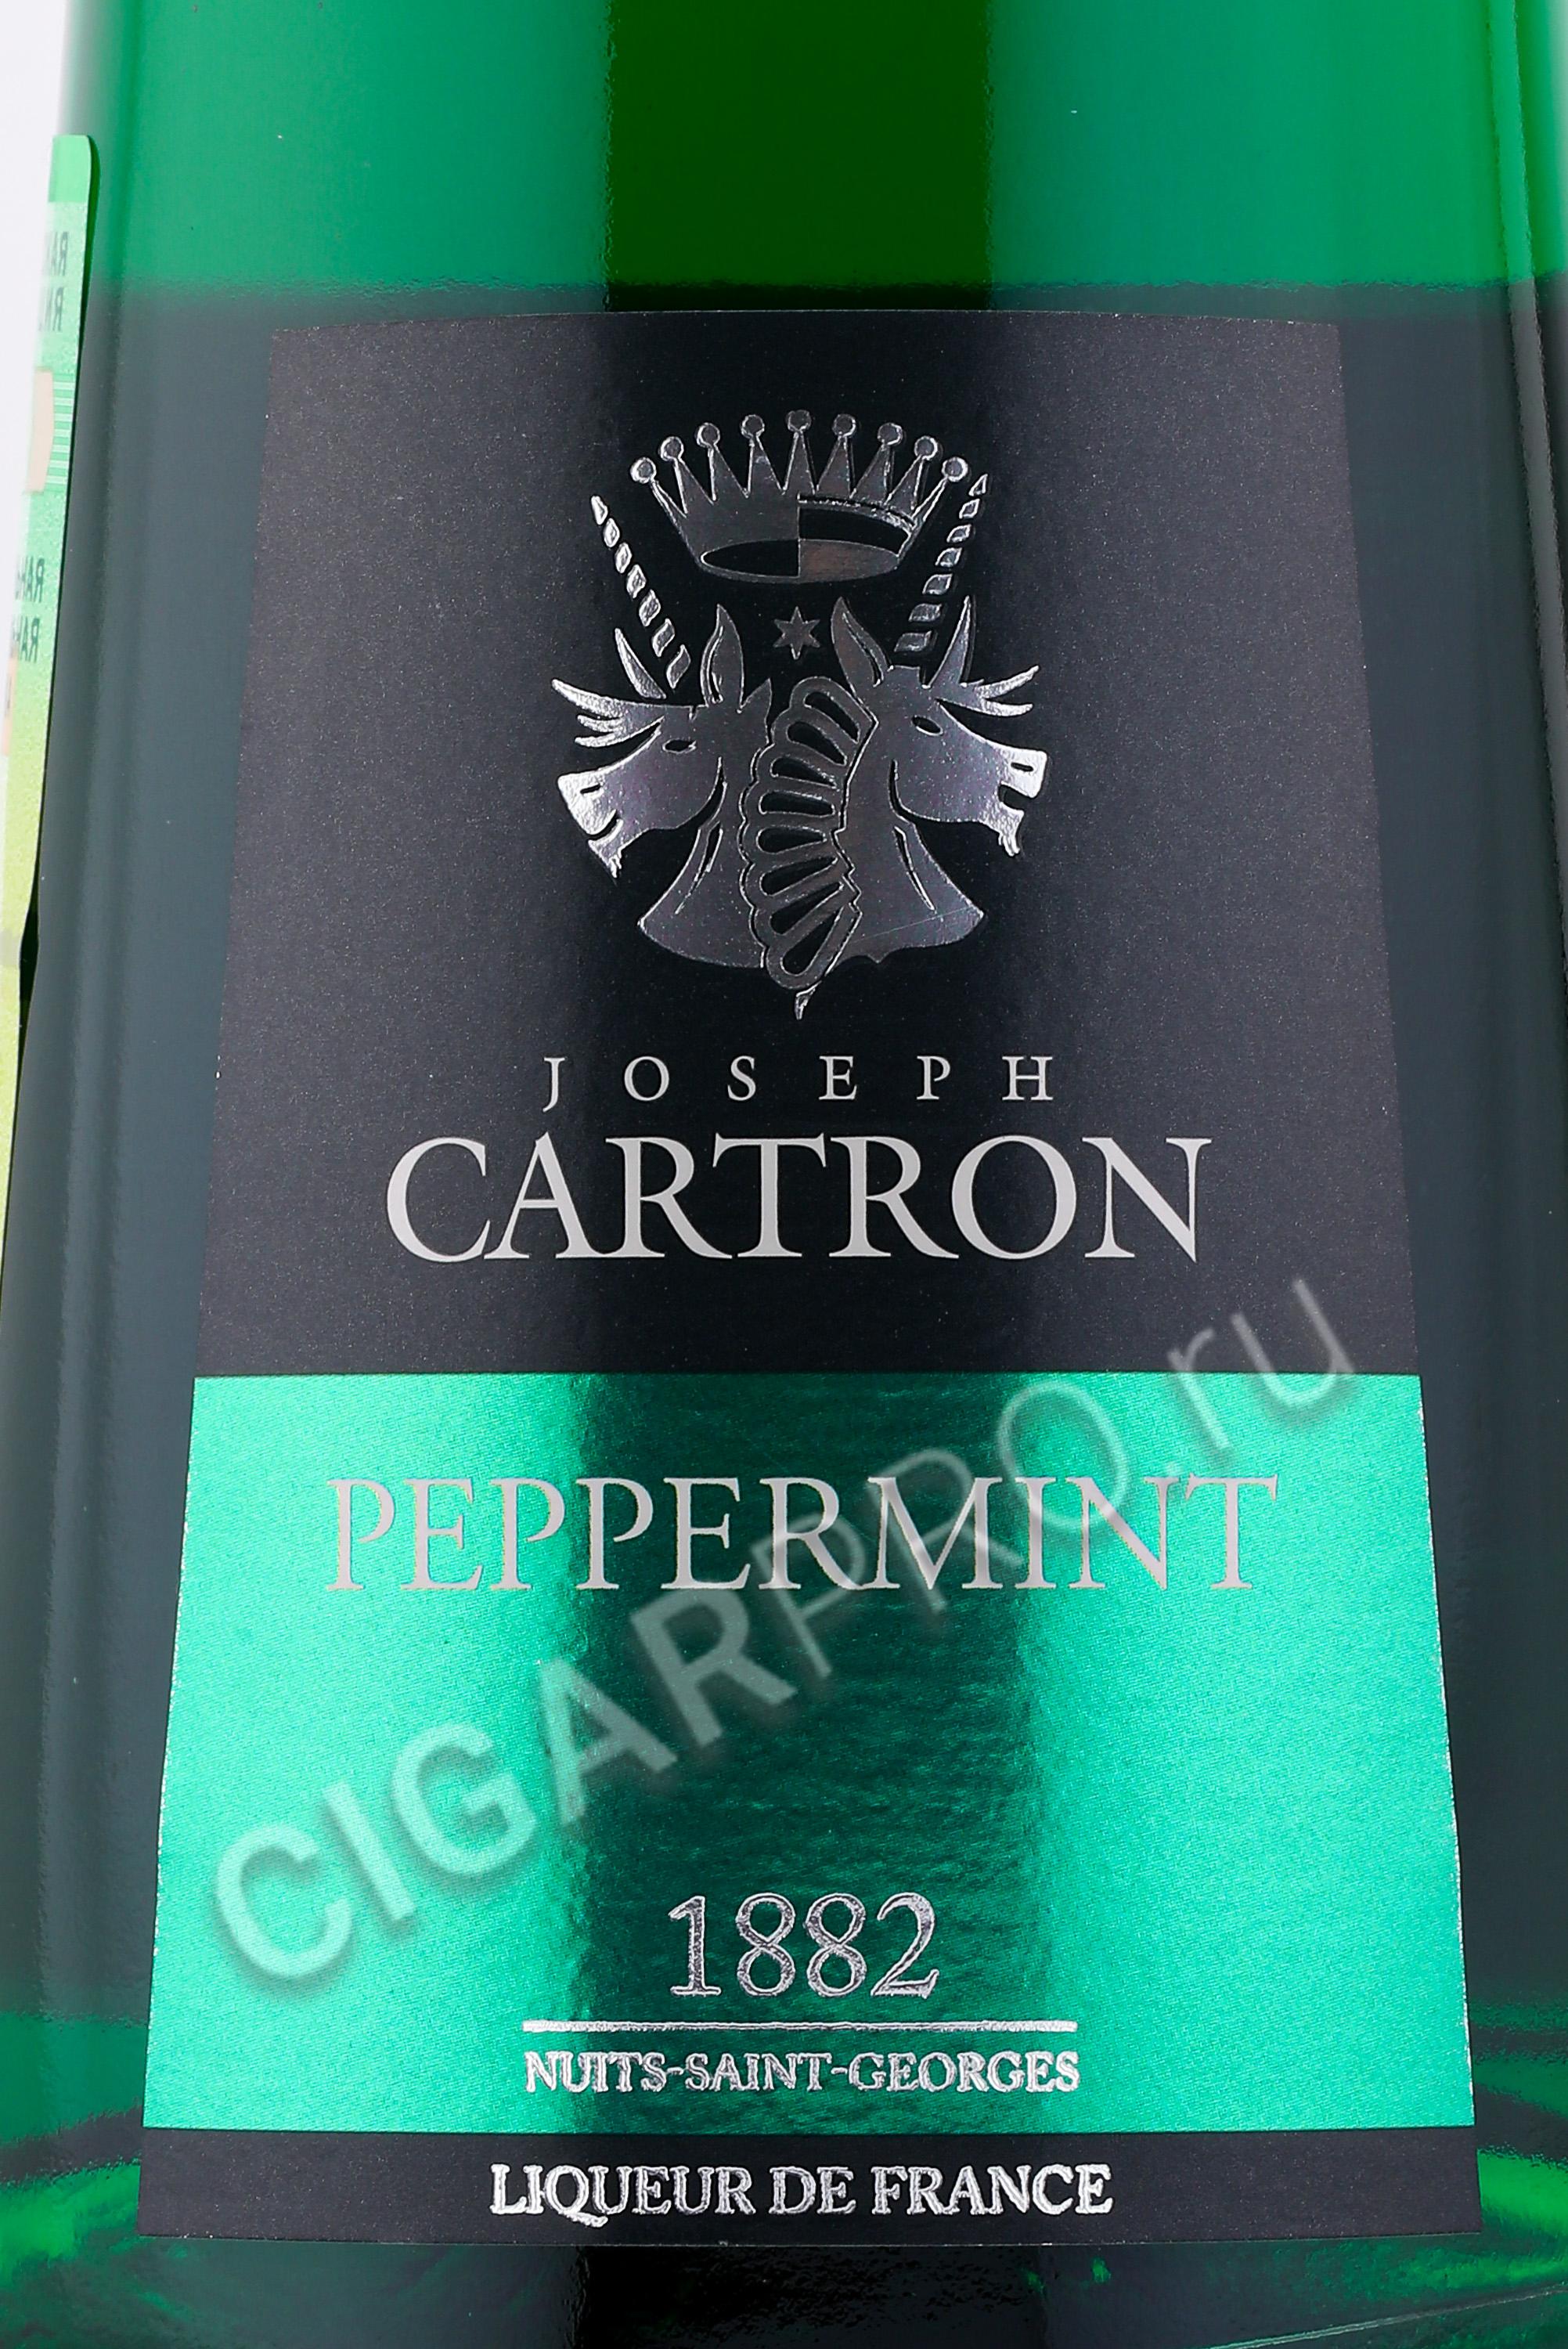 JOSEPH
CARTRON
PEPPERMINT
CIGARPRO.ru
1882
NUITS-SAINT-GEORGES
LIQUEUR DE FRANCE